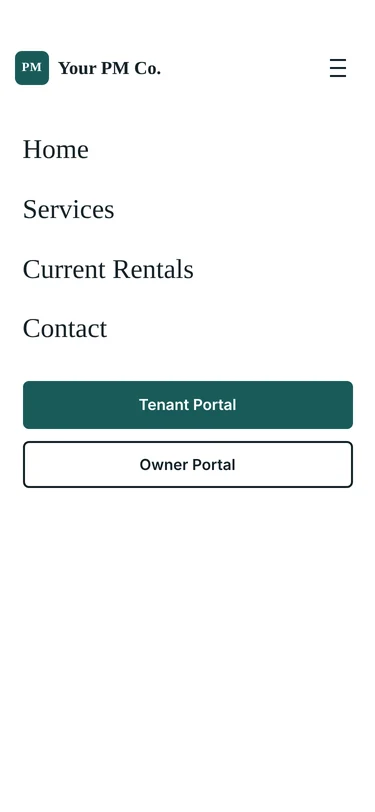 PM
Your PM Co.
Home
Services
Current Rentals
Contact
Tenant Portal
Owner Portal